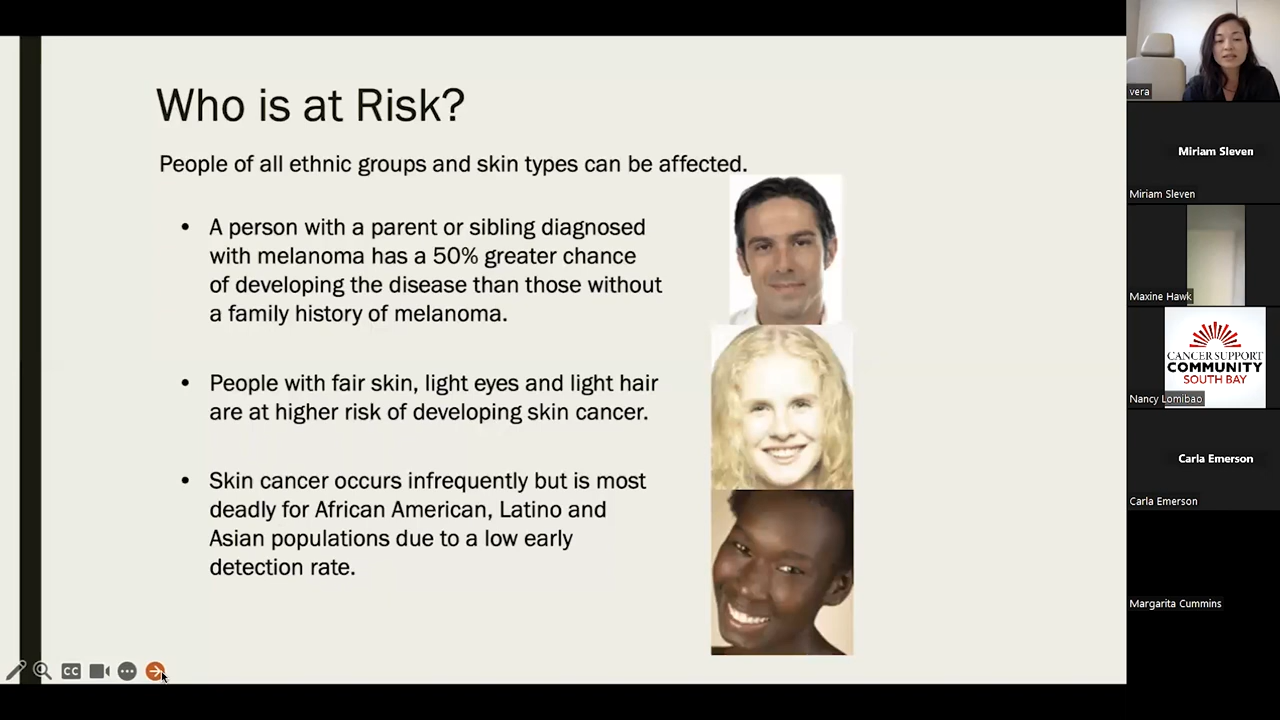 Who is at Risk?
People of all ethnic groups and skin types can be affected.
• A person with a parent or sibling diagnosed
with melanoma has a 50% greater chance
of developing the disease than those without
a family history of melanoma.
• People with fair skin, light eyes and light hair
are at higher risk of developing skin cancer.
• Skin cancer occurs infrequently but is most
deadly for African American, Latino and
Asian populations due to a low early
detection rate.
CC
vera
Miriam Sleven
Miriam Sleven
Maxine Hawk
CANCER SUPPORT
COMMUNITY
SOUTH BAY
Nancy Lomibao
Carla Emerson
Carla Emerson
Margarita Cummins